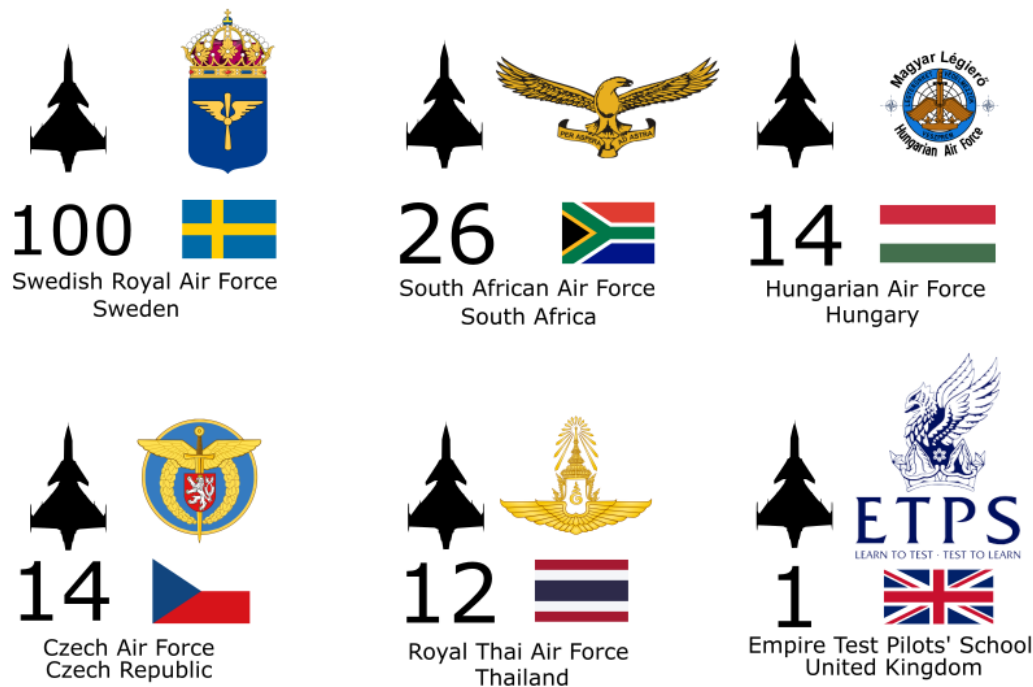 100
Swedish Royal Air Force
Sweden
PER ASPERA AD ASTRA
26
South African Air Force
South Africa
Magyar Légierő
Hungarian Air Force
14
Hungarian Air Force
Hungary
14
Czech Air Force
Czech Republic
12
Royal Thai Air Force
Thailand
ETPS
LEARN TO TEST · TEST TO LEARN
1
Empire Test Pilots' School
United Kingdom